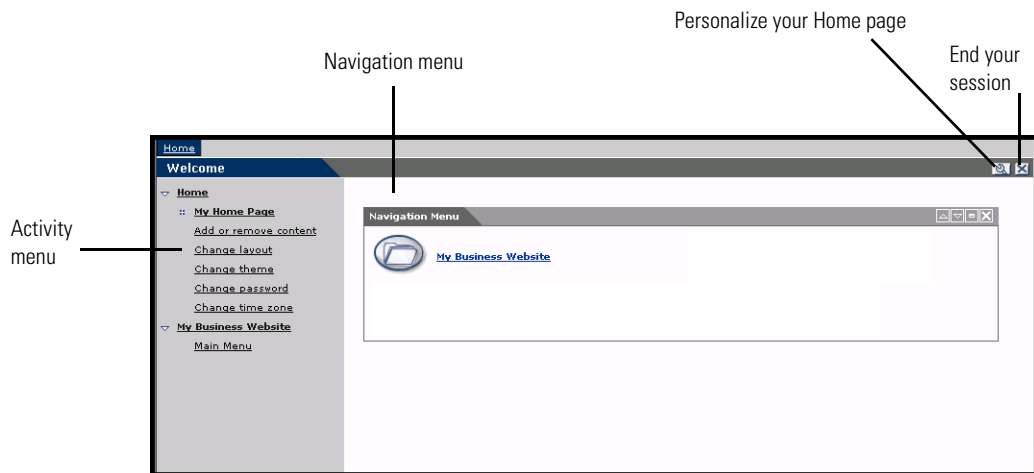 Personalize your Home page
End your
session
Navigation menu
Home
Welcome
Home
My Home Page
Add or remove content
Change layout
Change theme
Change password
Change time zone
My Business Website
Main Menu
Activity
menu
Navigation Menu
My Business Website